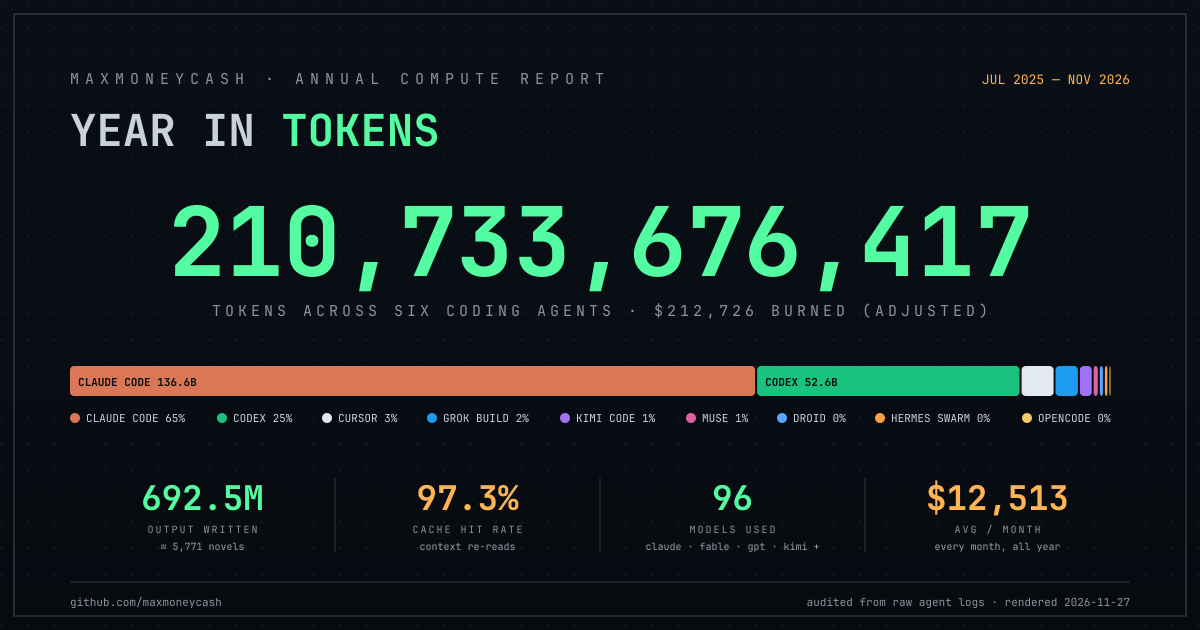 MAXMONEYCASH · ANNUAL COMPUTE REPORT
JUL 2025 — NOV 2026
YEAR IN TOKENS
210,733,676,417
TOKENS ACROSS SIX CODING AGENTS · $212,726 BURNED (ADJUSTED)
CLAUDE CODE 136.6B
CODEX 52.6B
CLAUDE CODE 65%
CODEX 25%
CURSOR 3%
GROK BUILD 2%
KIMI CODE 1%
MUSE 1%
DROID 0%
HERMES SWARM 0%
OPENCODE 0%
692.5M
OUTPUT WRITTEN
≈ 5,771 novels
97.3%
CACHE HIT RATE
context re-reads
96
MODELS USED
claude · fable · gpt · kimi +
$12,513
AVG / MONTH
every month, all year
github.com/maxmoneycash
audited from raw agent logs · rendered 2026-11-27